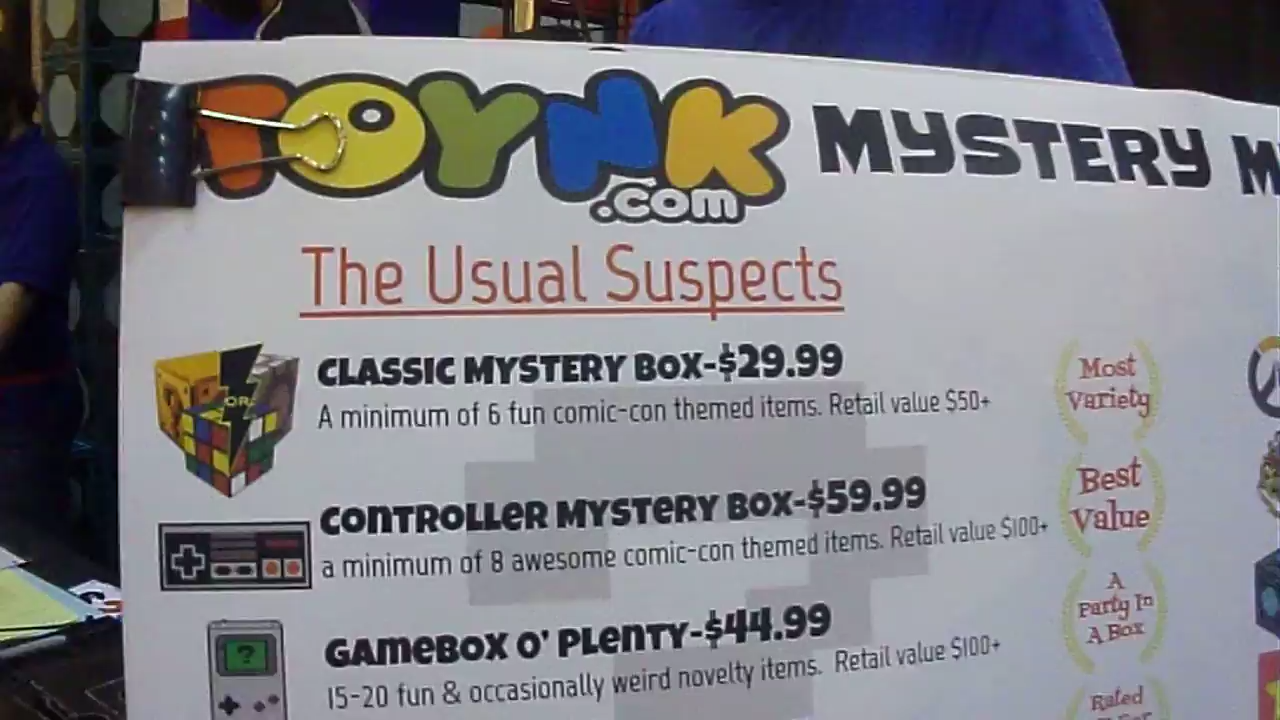 TOYNK
.com
MYSTERY
The Usual Suspects
OR
CLASSIC MYSTERY BOX-$29.99
A minimum of 6 fun comic-con themed items. Retail value $50+
Most
Variety
CONTROLLER MYSTERY BOX-$59.99
a minimum of 8 awesome comic-con themed items. Retail value $100+
Best
Value
?
GAMEBOX O' PLENTY-$44.99
15-20 fun & occasionally weird novelty items. Retail value $100+
A
Party In
A Box
Rated